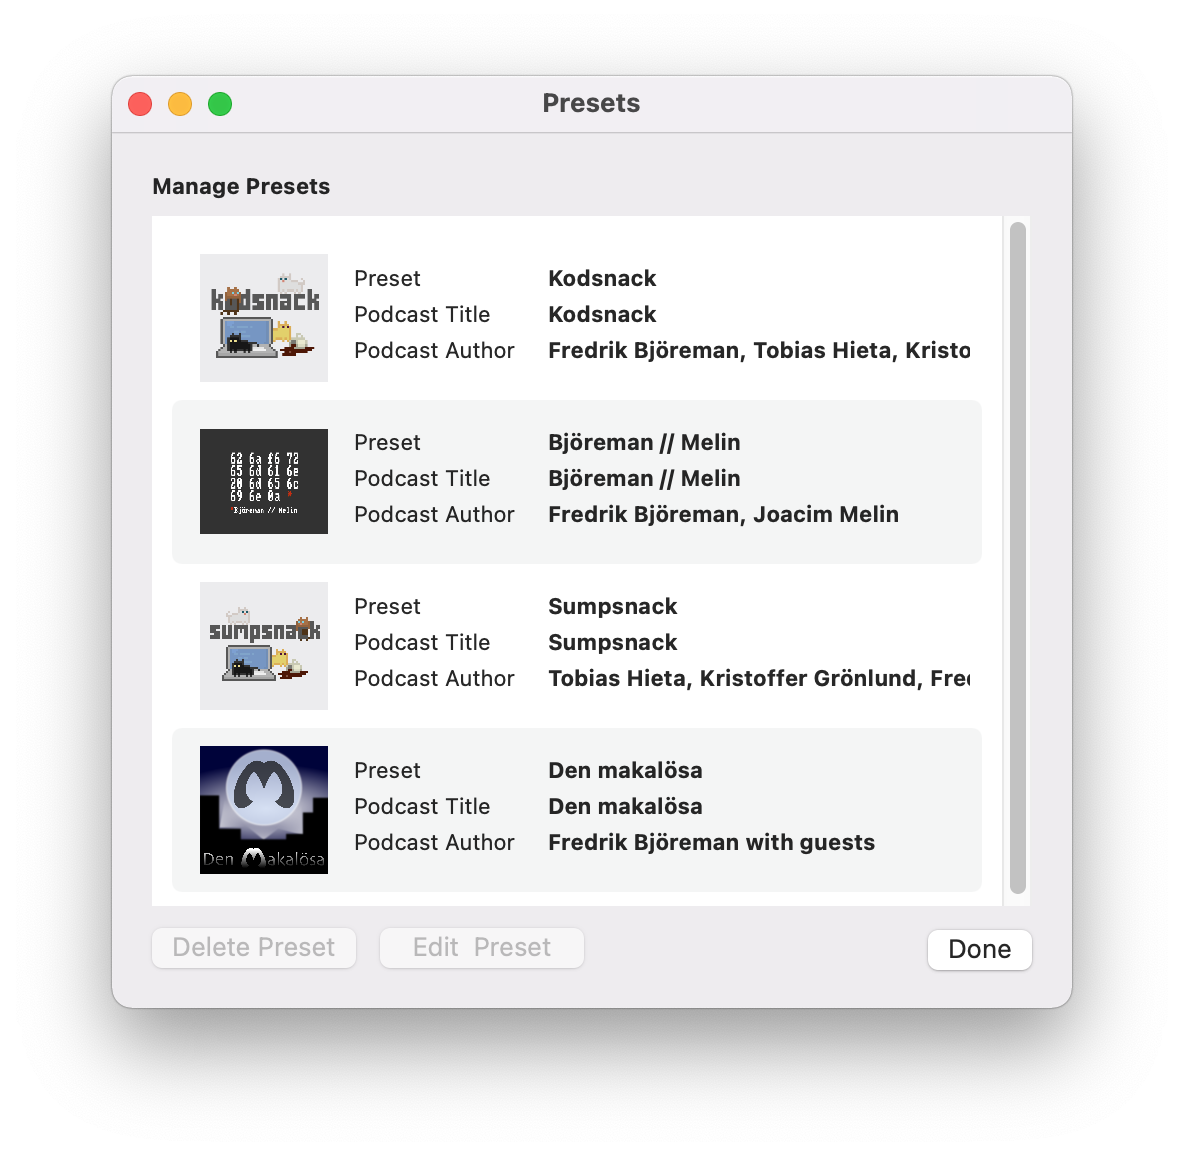 Presets
Manage Presets
kodsnack
Preset Kodsnack
Podcast Title Kodsnack
Podcast Author Fredrik Björeman, Tobias Hieta, Kristo
62 6a f6 72
65 6d 61 6e
20 6d 65 6c
69 6e 0a *
*Björeman // Melin
Preset Björeman // Melin
Podcast Title Björeman // Melin
Podcast Author Fredrik Björeman, Joacim Melin
sumpsnack
Preset Sumpsnack
Podcast Title Sumpsnack
Podcast Author Tobias Hieta, Kristoffer Grönlund, Fre
Den Makalösa
Preset Den makalösa
Podcast Title Den makalösa
Podcast Author Fredrik Björeman with guests
Delete Preset Edit Preset Done